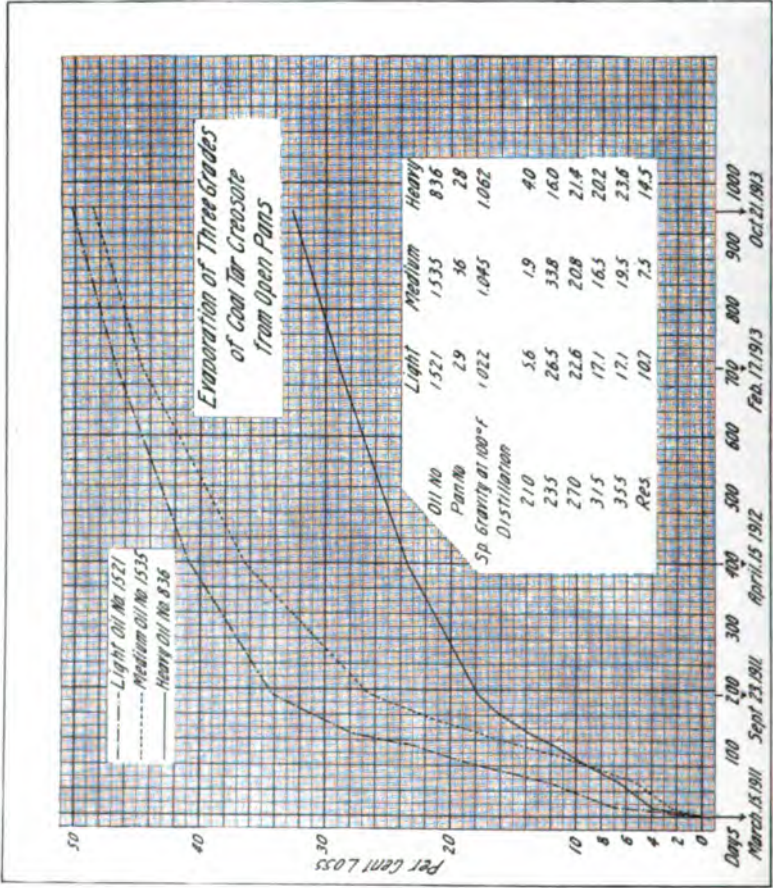 Evaporation of Three Grades
of Coal Tar Creosote
from Open Pans
Light Oil No. 1521
Medium Oil No. 1535
Heavy Oil No. 836
Light Medium Heavy
Oil No 1521 1535 836
Pan No 29 36 28
Sp. Gravity at 100°F 1.022 1.045 1.062
Distillation
210 5.6 1.9 4.0
235 26.5 33.8 16.0
270 22.6 20.8 21.4
315 17.1 16.5 20.2
355 17.1 19.5 23.6
Res. 10.7 7.5 14.5
Per Cent Loss
50
40
30
20
10
8
6
4
2
0
Days 100 200 300 400 500 600 700 800 900 1000
March.15.1911 Sept 23.1911. April.15 1912 Feb. 17.1913 Oct 21.1913